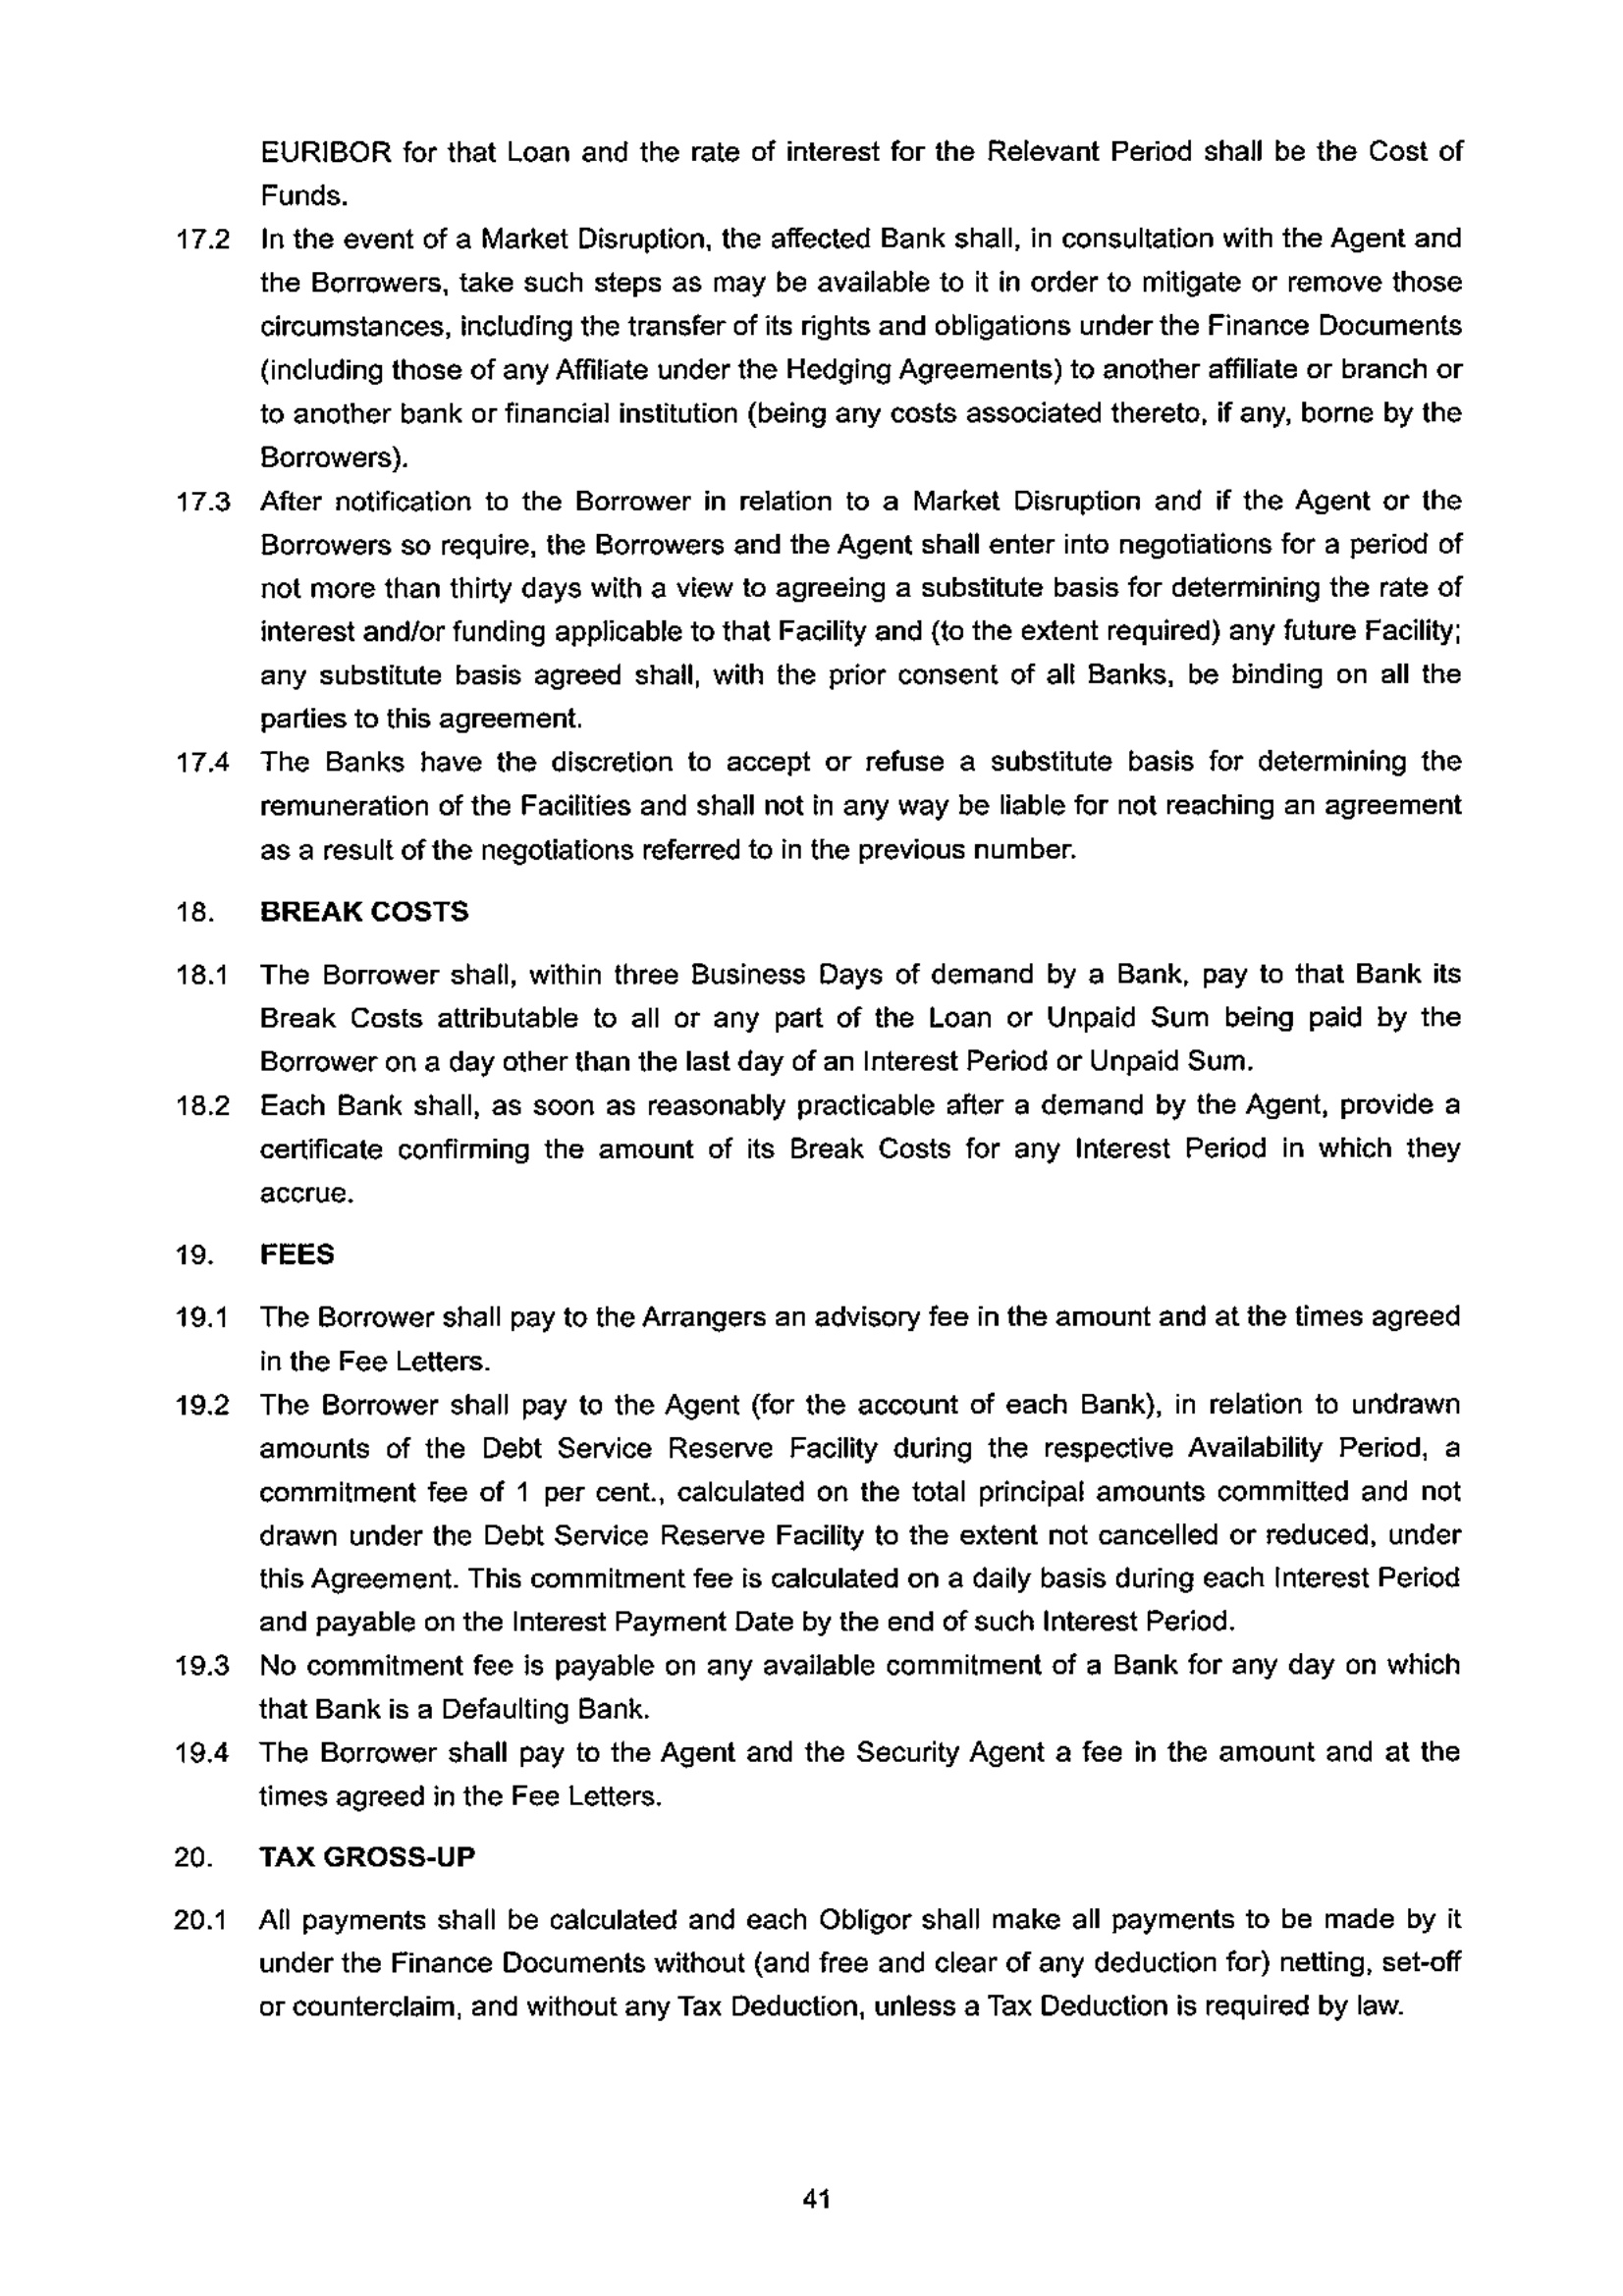 EURIBOR for that Loan and the rate of interest for the Relevant Period shall be the Cost of
Funds.
17.2 In the event of a Market Disruption, the affected Bank shall, in consultation with the Agent and
the Borrowers, take such steps as may be available to it in order to mitigate or remove those
circumstances, including the transfer of its rights and obligations under the Finance Documents
(including those of any Affiliate under the Hedging Agreements) to another affiliate or branch or
to another bank or financial institution (being any costs associated thereto, if any, borne by the
Borrowers).
17.3 After notification to the Borrower in relation to a Market Disruption and if the Agent or the
Borrowers so require, the Borrowers and the Agent shall enter into negotiations for a period of
not more than thirty days with a view to agreeing a substitute basis for determining the rate of
interest and/or funding applicable to that Facility and (to the extent required) any future Facility;
any substitute basis agreed shall, with the prior consent of all Banks, be binding on all the
parties to this agreement.
17.4 The Banks have the discretion to accept or refuse a substitute basis for determining the
remuneration of the Facilities and shall not in any way be liable for not reaching an agreement
as a result of the negotiations referred to in the previous number.
18. BREAK COSTS
18.1 The Borrower shall, within three Business Days of demand by a Bank, pay to that Bank its
Break Costs attributable to all or any part of the Loan or Unpaid Sum being paid by the
Borrower on a day other than the last day of an Interest Period or Unpaid Sum.
18.2 Each Bank shall, as soon as reasonably practicable after a demand by the Agent, provide a
certificate confirming the amount of its Break Costs for any Interest Period in which they
accrue.
19. FEES
19.1 The Borrower shall pay to the Arrangers an advisory fee in the amount and at the times agreed
in the Fee Letters.
19.2 The Borrower shall pay to the Agent (for the account of each Bank), in relation to undrawn
amounts of the Debt Service Reserve Facility during the respective Availability Period, a
commitment fee of 1 per cent., calculated on the total principal amounts committed and not
drawn under the Debt Service Reserve Facility to the extent not cancelled or reduced, under
this Agreement. This commitment fee is calculated on a daily basis during each Interest Period
and payable on the Interest Payment Date by the end of such Interest Period.
19.3 No commitment fee is payable on any available commitment of a Bank for any day on which
that Bank is a Defaulting Bank.
19.4 The Borrower shall pay to the Agent and the Security Agent a fee in the amount and at the
times agreed in the Fee Letters.
20. TAX GROSS-UP
20.1 All payments shall be calculated and each Obligor shall make all payments to be made by it
under the Finance Documents without (and free and clear of any deduction for) netting, set-off
or counterclaim, and without any Tax Deduction, unless a Tax Deduction is required by law.
41